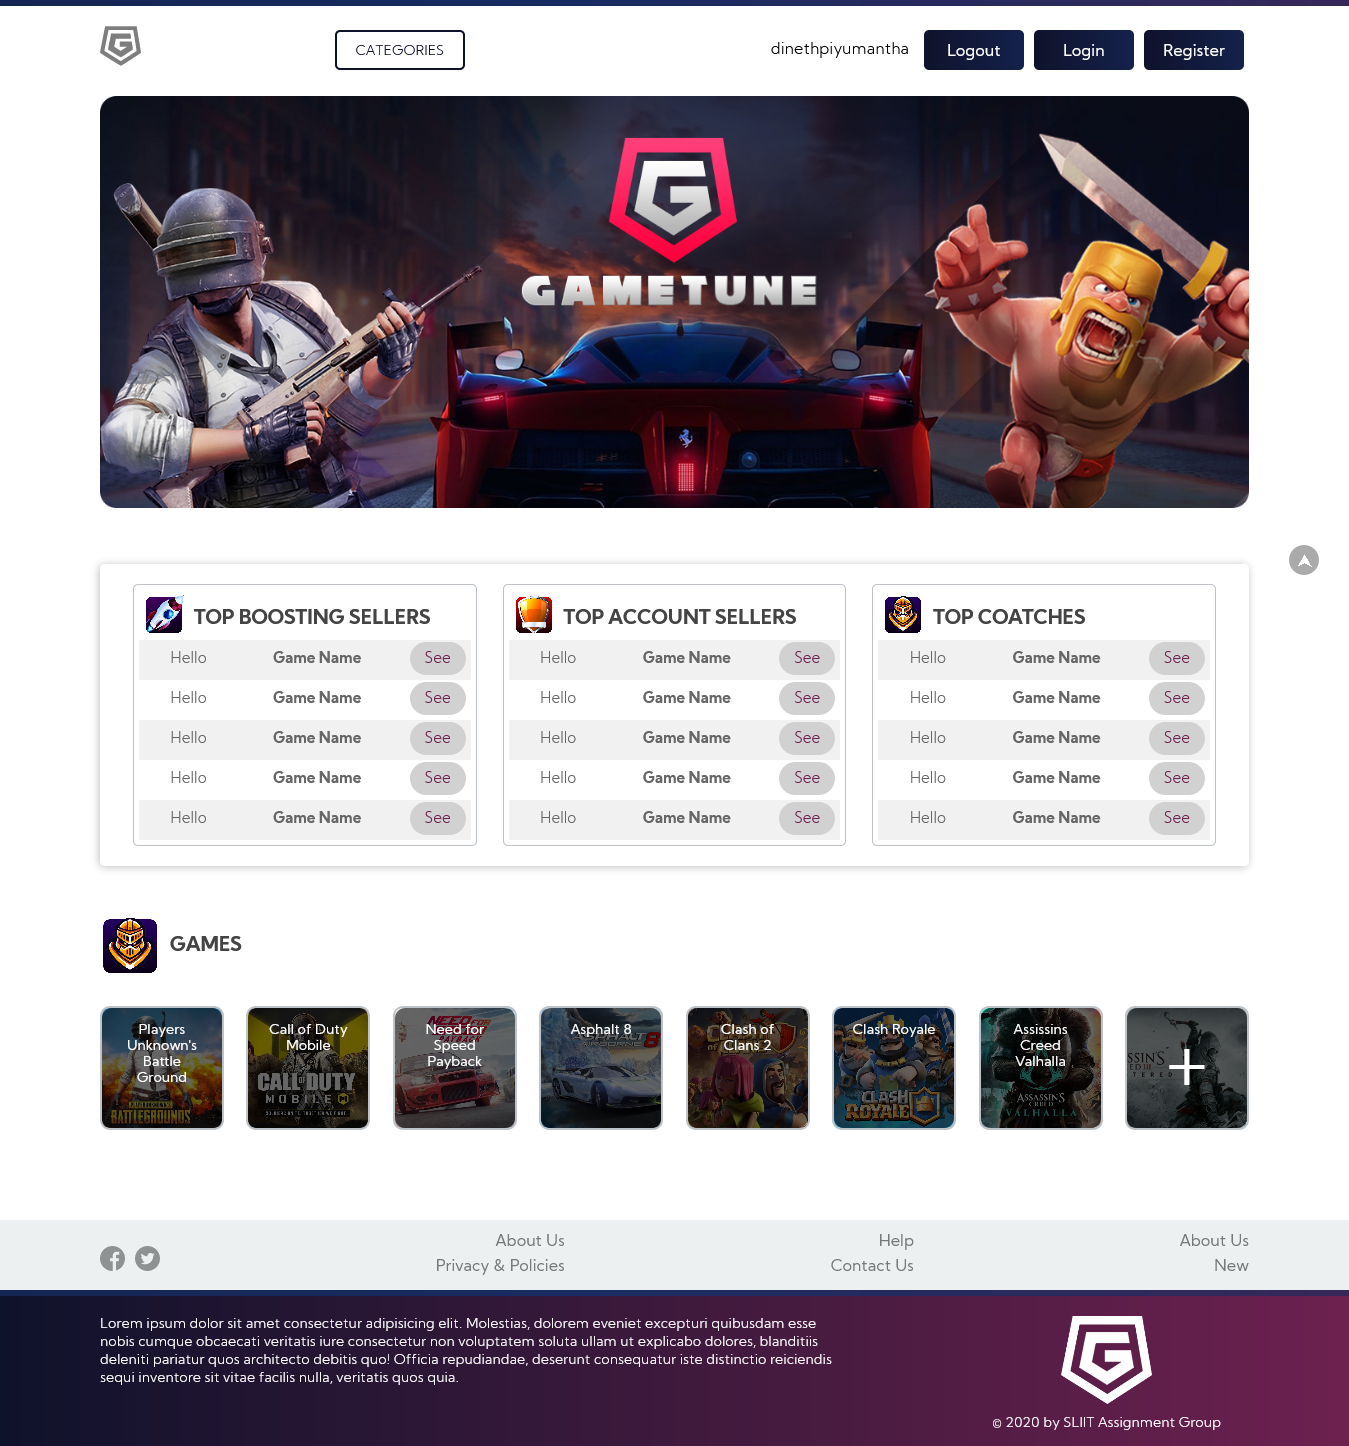 CATEGORIES
dinethpiyumantha
Logout
Login
Register
GAMETUNE
TOP BOOSTING SELLERS
Hello Game Name See
Hello Game Name See
Hello Game Name See
Hello Game Name See
Hello Game Name See
TOP ACCOUNT SELLERS
Hello Game Name See
Hello Game Name See
Hello Game Name See
Hello Game Name See
Hello Game Name See
TOP COATCHES
Hello Game Name See
Hello Game Name See
Hello Game Name See
Hello Game Name See
Hello Game Name See
GAMES
Players
Unknown's
Battle
Ground
BATTLEGROUNDS
Call of Duty
Mobile
CALL OF DUTY
MOBILE
Need for
Speed
Payback
NEED FOR
Asphalt 8
ASPHALT 8
AIRBORNE
Clash of
Clans 2
Clash Royale
CLASH
ROYALE
Assissins
Creed
Valhalla
ASSASSIN'S
CREED
VALHALLA
About Us
Privacy & Policies
Help
Contact Us
About Us
New
Lorem ipsum dolor sit amet consectetur adipisicing elit. Molestias, dolorem eveniet excepturi quibusdam esse
nobis cumque obcaecati veritatis iure consectetur non voluptatem soluta ullam ut explicabo dolores, blanditiis
deleniti pariatur quos architecto debitis quo! Officia repudiandae, deserunt consequatur iste distinctio reiciendis
sequi inventore sit vitae facilis nulla, veritatis quos quia.
© 2020 by SLIIT Assignment Group